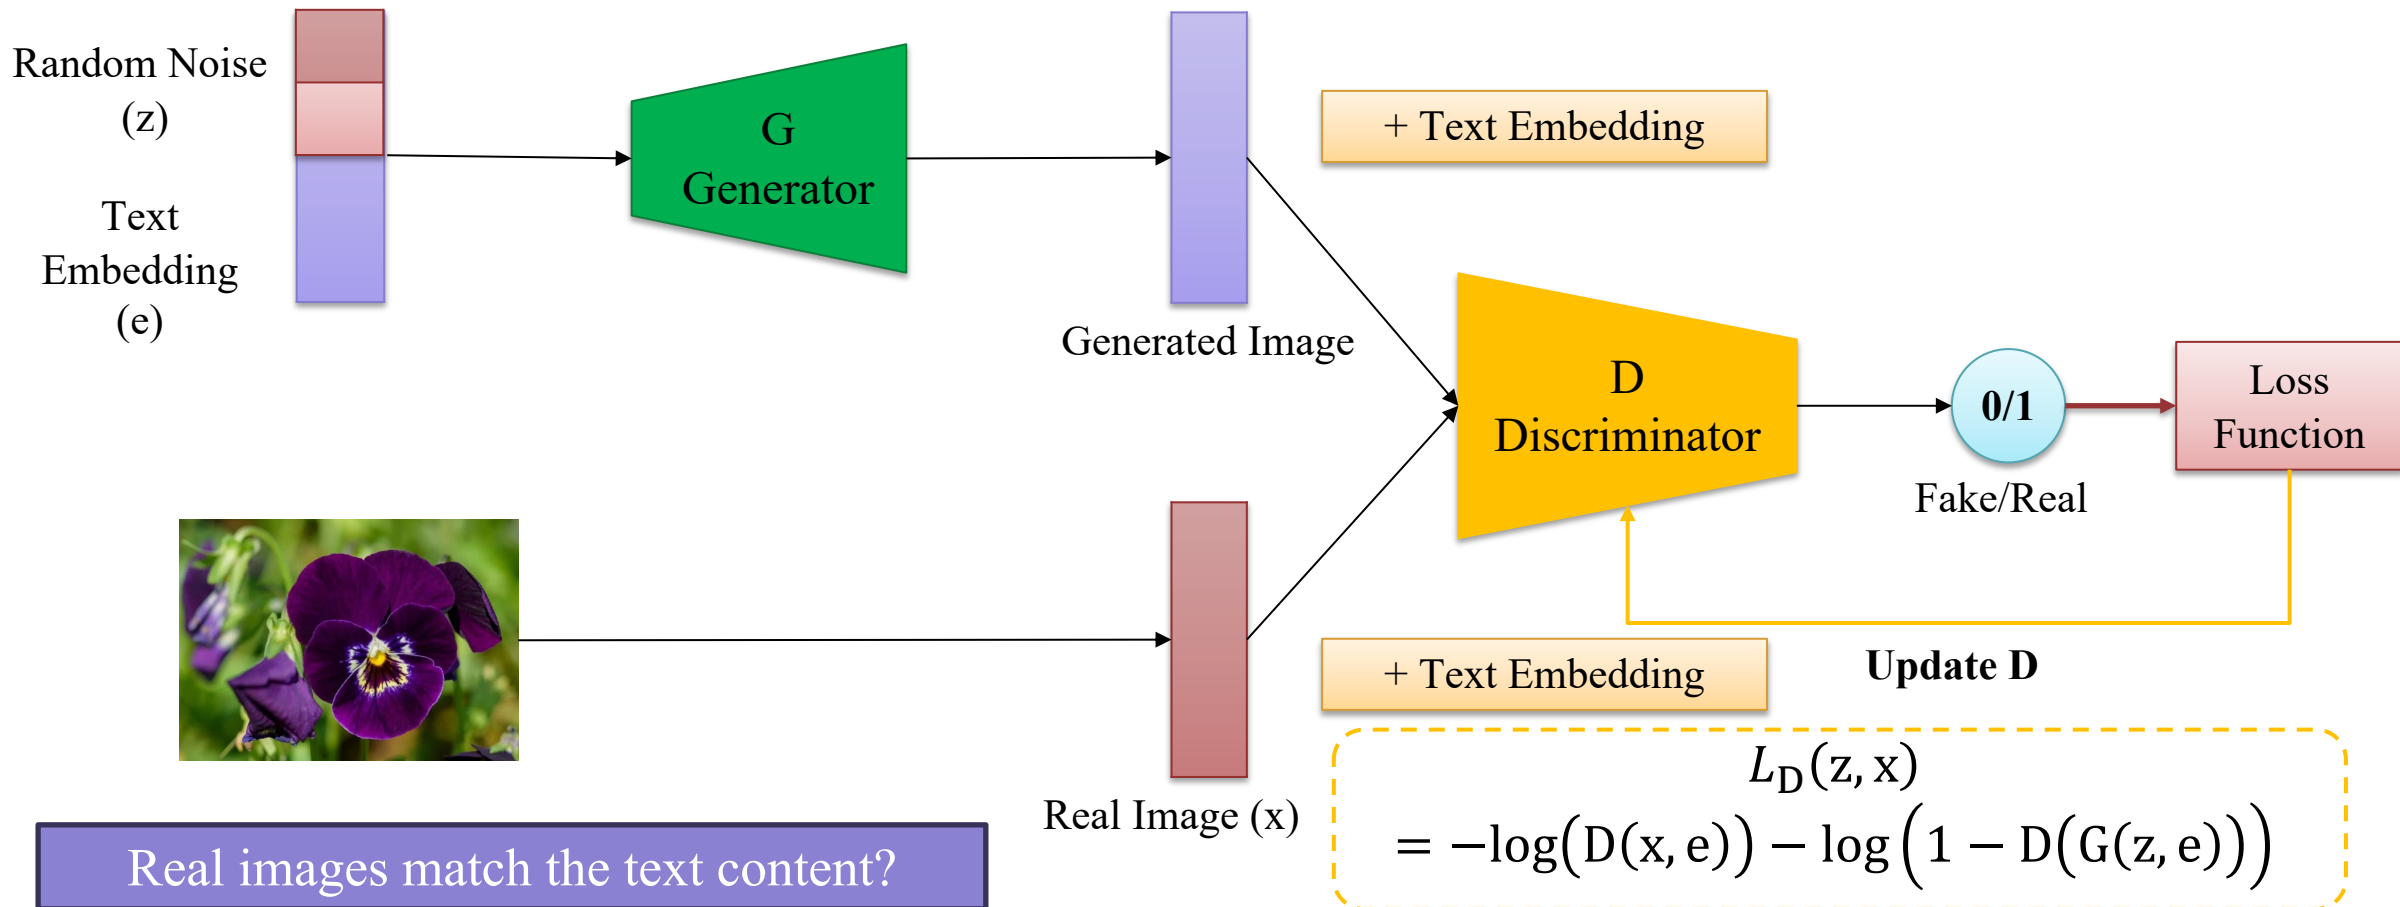 Random Noise
(z)
Text
Embedding
(e)
G
Generator
Generated Image
+ Text Embedding
D
Discriminator
0/1
Fake/Real
Loss
Function
Update D
+ Text Embedding
Real Image (x)
L_D(z, x)
= −log(D(x, e)) − log(1 − D(G(z, e)))
Real images match the text content?